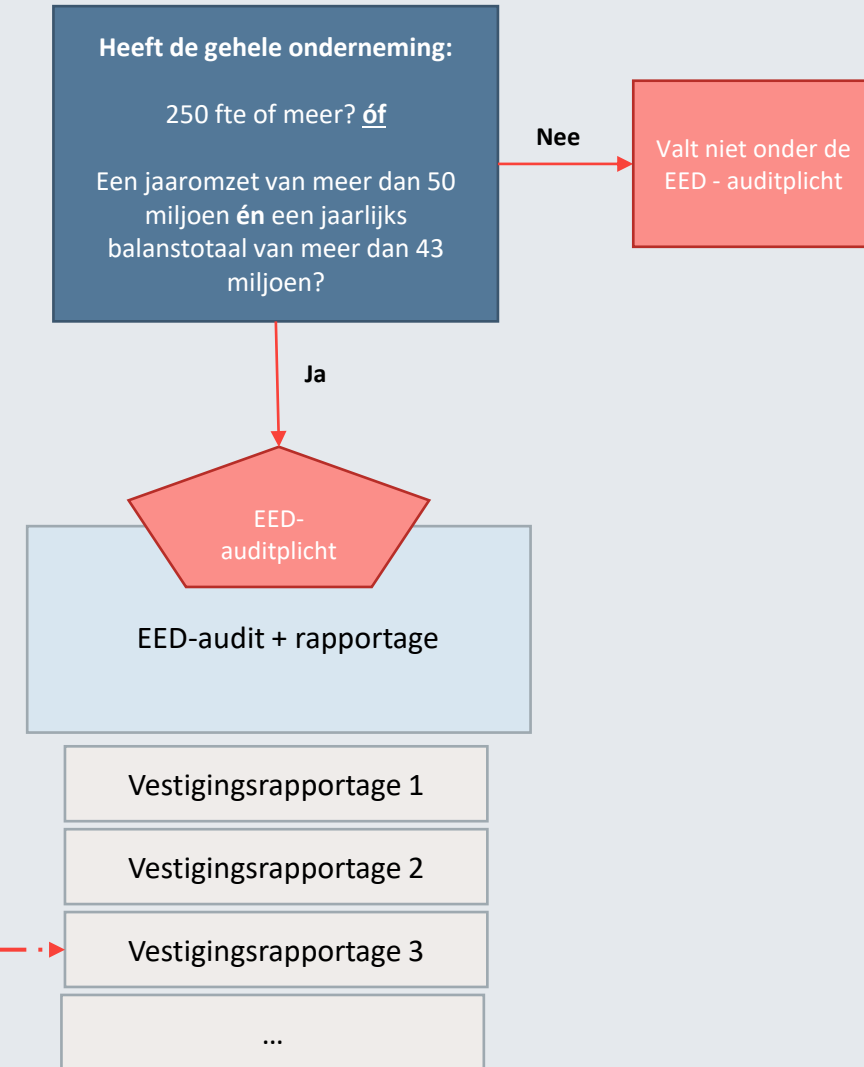 Heeft de gehele onderneming:
250 fte of meer? óf
Een jaaromzet van meer dan 50
miljoen én een jaarlijks
balanstotaal van meer dan 43
miljoen?
Nee
Valt niet onder de
EED - auditplicht
Ja
EED-
auditplicht
EED-audit + rapportage
Vestigingsrapportage 1
Vestigingsrapportage 2
Vestigingsrapportage 3
...